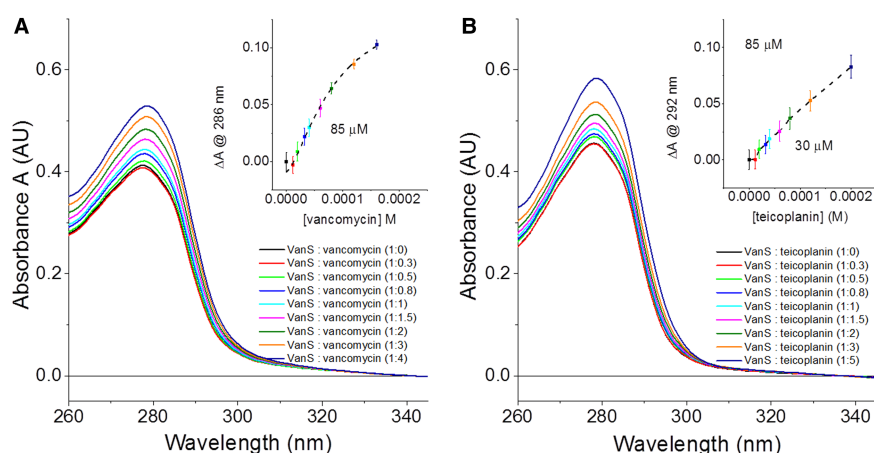 A
Absorbance A (AU)
0.6
0.4
0.2
0.0
260
280
300
320
340
Wavelength (nm)
ΔA @ 286 nm
0.10
0.05
0.00
85 µM
0.0000
0.0001
0.0002
[vancomycin] M
VanS : vancomycin (1:0)
VanS : vancomycin (1:0.3)
VanS : vancomycin (1:0.5)
VanS : vancomycin (1:0.8)
VanS : vancomycin (1:1)
VanS : vancomycin (1:1.5)
VanS : vancomycin (1:2)
VanS : vancomycin (1:3)
VanS : vancomycin (1:4)
B
Absorbance (AU)
0.6
0.4
0.2
0.0
260
280
300
320
340
Wavelength (nm)
ΔA @ 292 nm
0.10
0.05
0.00
85 µM
30 µM
0.0000
0.0001
0.0002
[teicoplanin] (M)
VanS : teicoplanin (1:0)
VanS : teicoplanin (1:0.3)
VanS : teicoplanin (1:0.5)
VanS : teicoplanin (1:0.8)
VanS : teicoplanin (1:1)
VanS : teicoplanin (1:1.5)
VanS : teicoplanin (1:2)
VanS : teicoplanin (1:3)
VanS : teicoplanin (1:5)